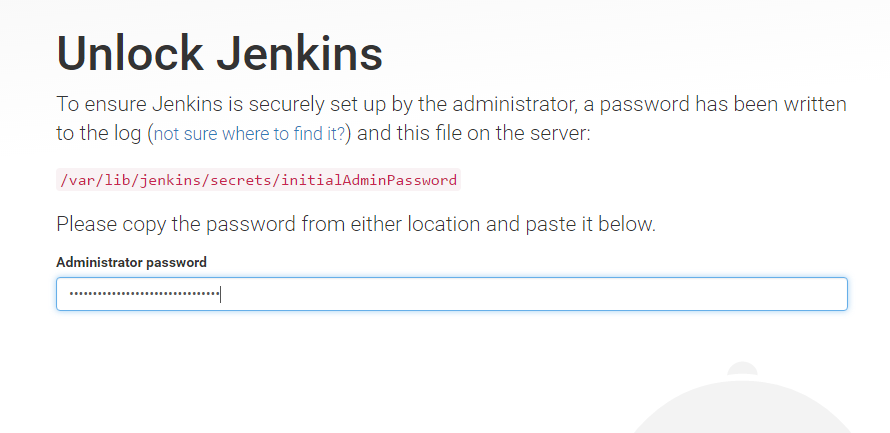 Unlock Jenkins
To ensure Jenkins is securely set up by the administrator, a password has been written
to the log (not sure where to find it?) and this file on the server:
/var/lib/jenkins/secrets/initialAdminPassword
Please copy the password from either location and paste it below.
Administrator password